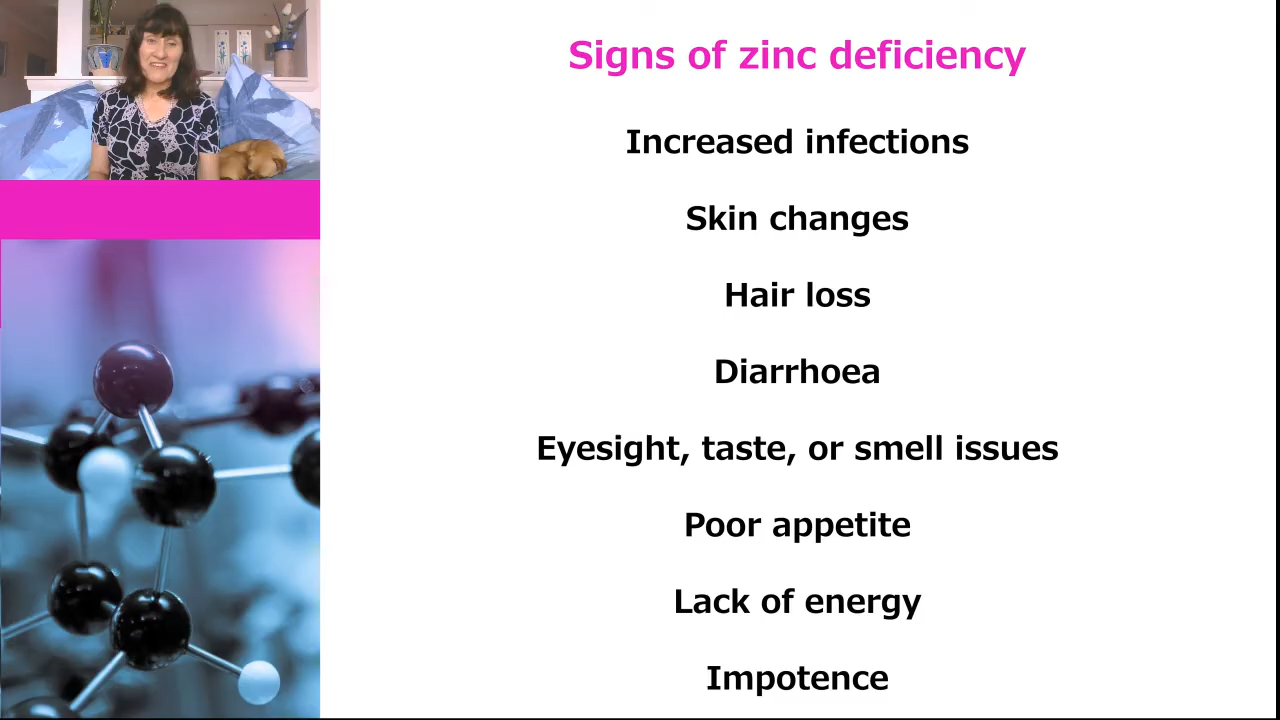 Signs of zinc deficiency
Increased infections
Skin changes
Hair loss
Diarrhoea
Eyesight, taste, or smell issues
Poor appetite
Lack of energy
Impotence